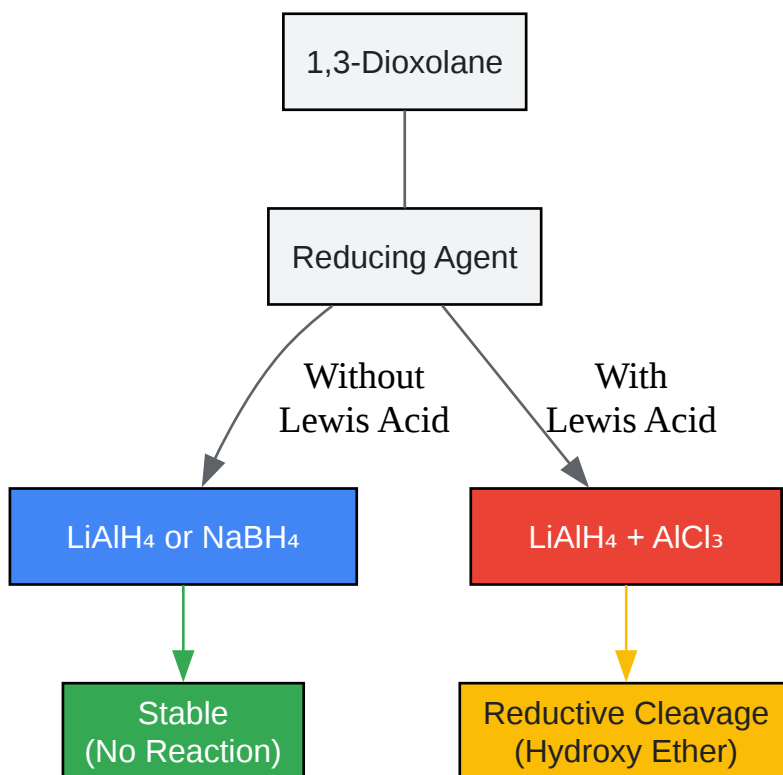 1,3-Dioxolane
Reducing Agent
Without
Lewis Acid
With
Lewis Acid
LiAlH₄ or NaBH₄
LiAlH₄ + AlCl₃
Stable
(No Reaction)
Reductive Cleavage
(Hydroxy Ether)